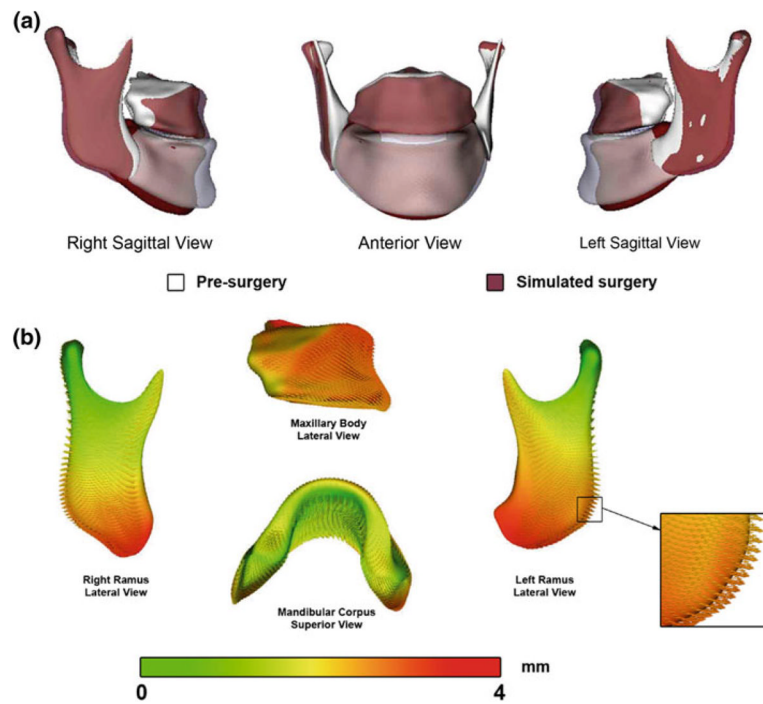 (a)
Right Sagittal View
Anterior View
Left Sagittal View
Pre-surgery
Simulated surgery
(b)
Maxillary Body
Lateral View
Right Ramus
Lateral View
Mandibular Corpus
Superior View
Left Ramus
Lateral View
mm
0
4